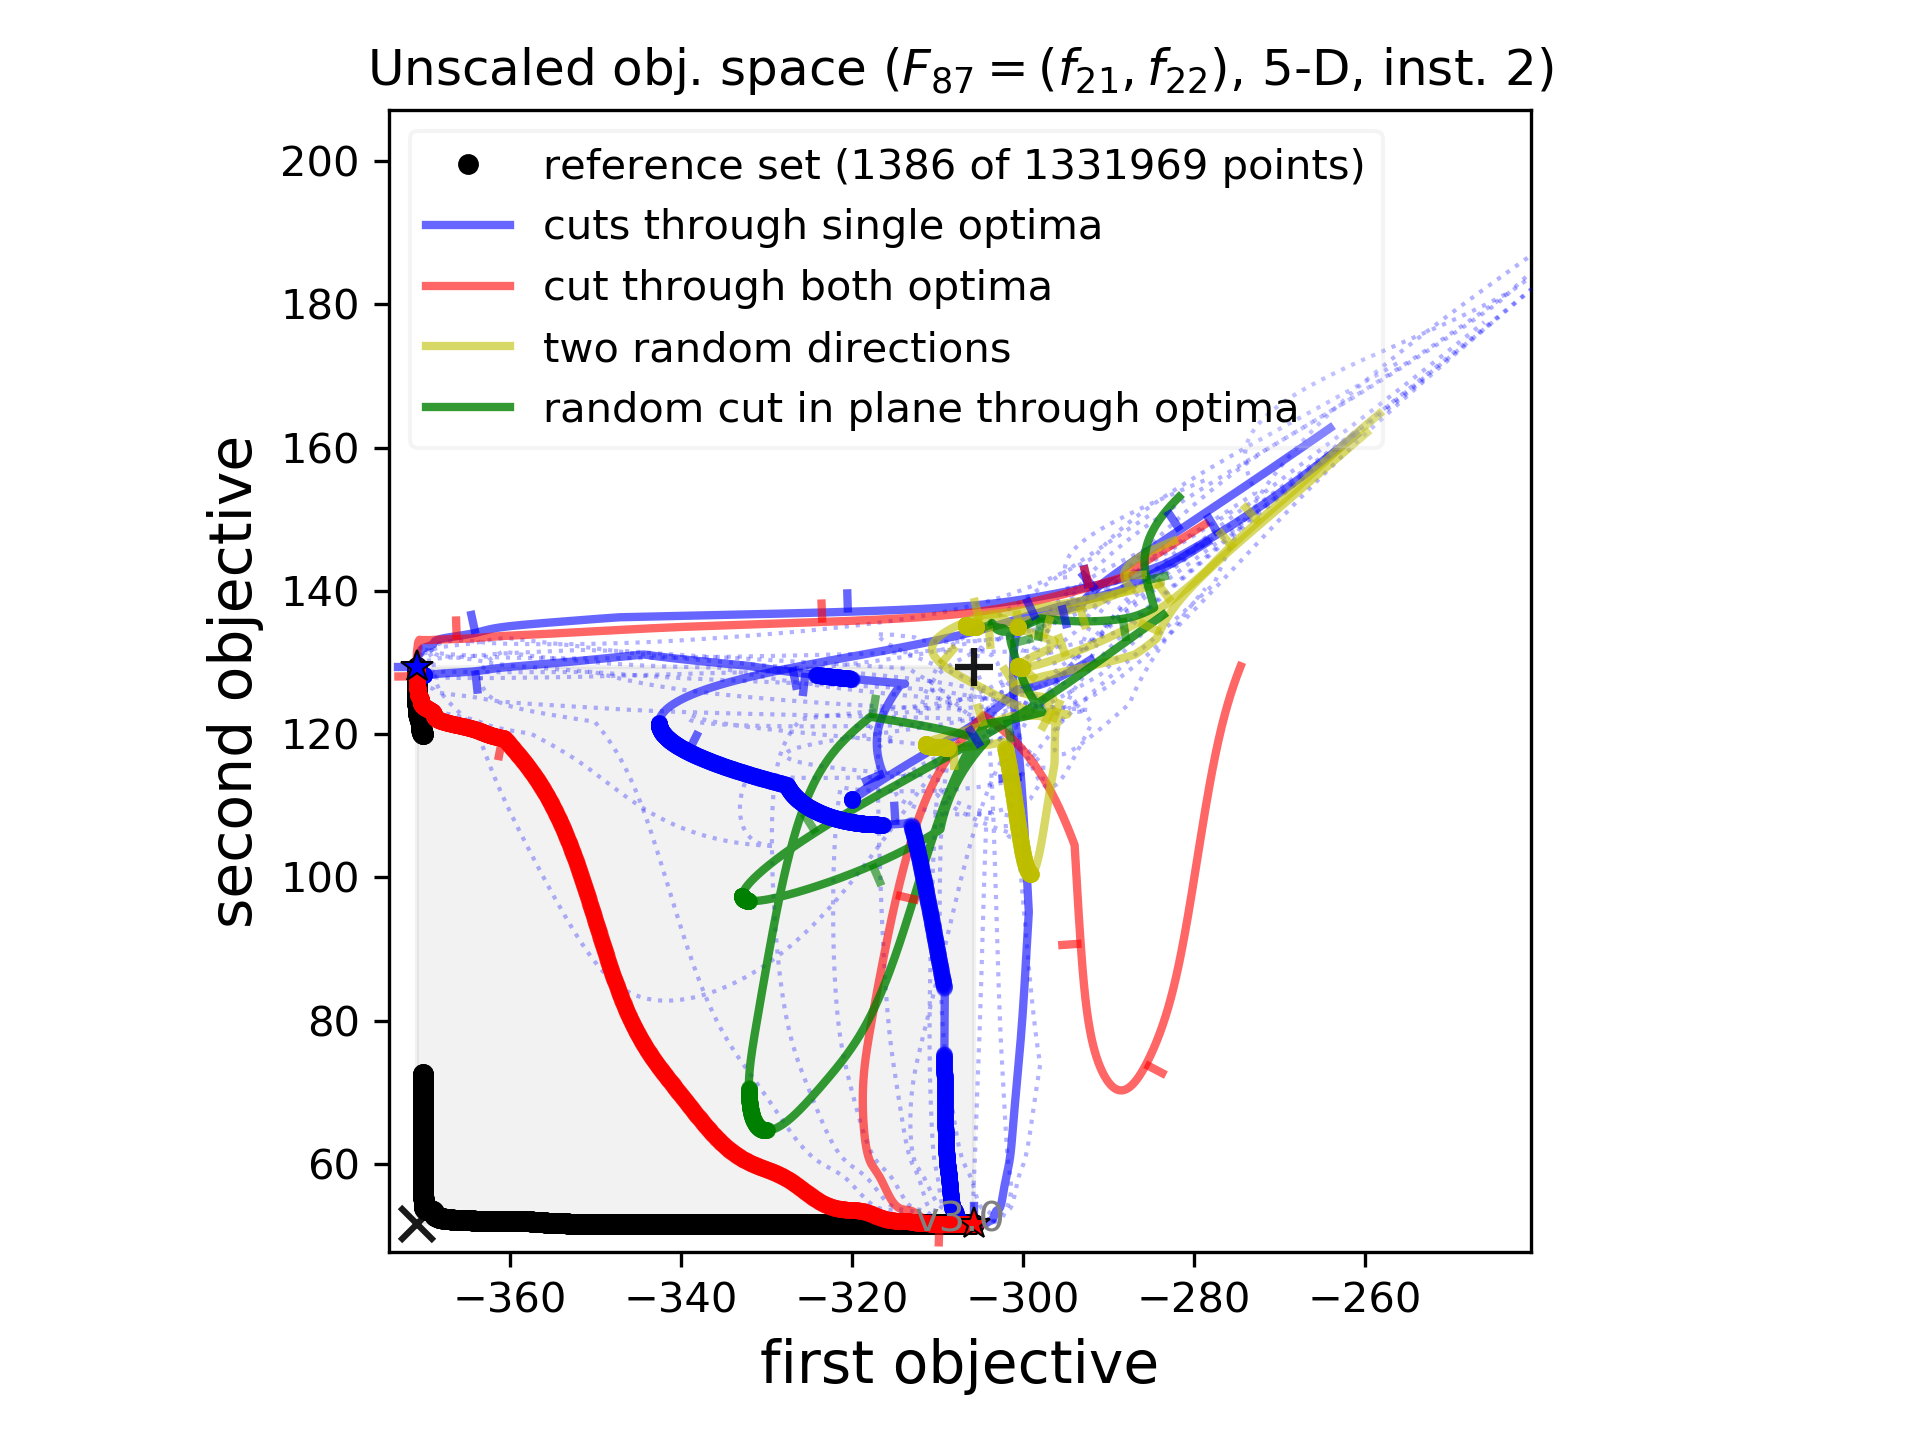 Unscaled obj. space (F87 = (f21, f22), 5-D, inst. 2)
reference set (1386 of 1331969 points)
cuts through single optima
cut through both optima
two random directions
random cut in plane through optima
200
180
160
140
120
100
80
60
second objective
v3.0
−360 −340 −320 −300 −280 −260
first objective